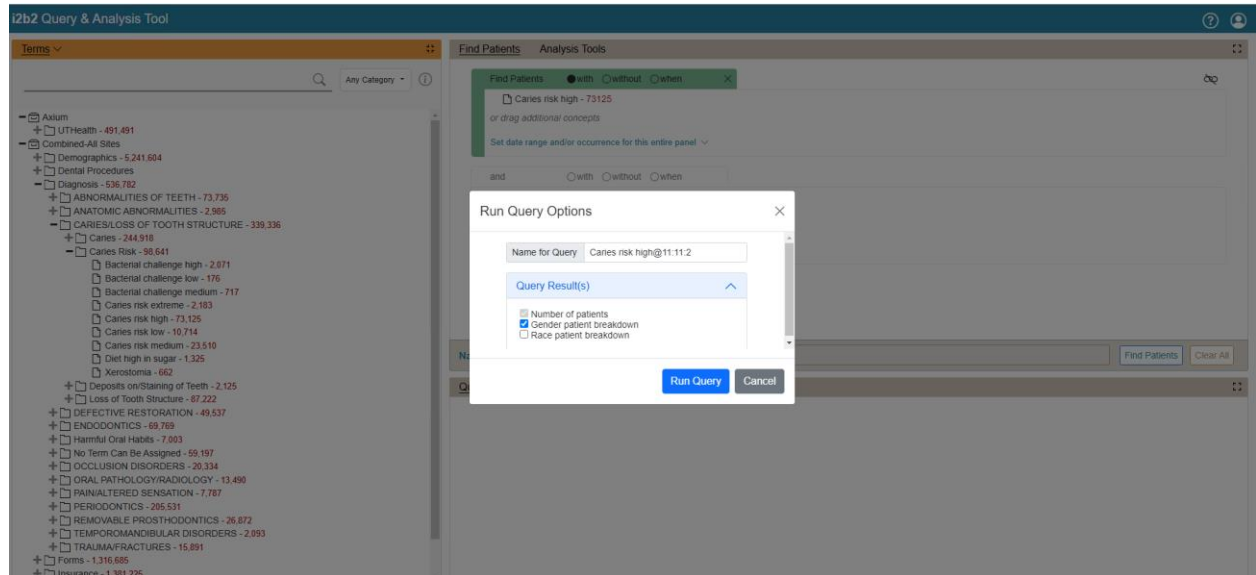 i2b2 Query & Analysis Tool
Terms
Any Category
Axium
UTHealth - 491,491
Combined-All Sites
Demographics - 5,241,604
Dental Procedures
Diagnosis - 536,782
ABNORMALITIES OF TEETH - 73,735
ANATOMIC ABNORMALITIES - 2,985
CARIES/LOSS OF TOOTH STRUCTURE - 339,336
Caries - 244,918
Caries Risk - 98,641
Bacterial challenge high - 2,071
Bacterial challenge low - 176
Bacterial challenge medium - 717
Caries risk extreme - 2,183
Caries risk high - 73,125
Caries risk low - 10,714
Caries risk medium - 23,510
Diet high in sugar - 1,325
Xerostomia - 662
Deposits on/Staining of Teeth - 2,125
Loss of Tooth Structure - 87,222
DEFECTIVE RESTORATION - 49,537
ENDODONTICS - 69,769
Harmful Oral Habits - 7,003
No Term Can Be Assigned - 59,197
OCCLUSION DISORDERS - 20,334
ORAL PATHOLOGY/RADIOLOGY - 13,490
PAIN/ALTERED SENSATION - 7,787
PERIODONTICS - 205,531
REMOVABLE PROSTHODONTICS - 26,872
TEMPOROMANDIBULAR DISORDERS - 2,093
TRAUMA/FRACTURES - 15,891
Forms - 1,316,685
Find Patients Analysis Tools
Find Patients with without when
Caries risk high - 73125
or drag additional concepts
Set date range and/or occurrence for this entire panel
and with without when
Run Query Options
Name for Query Caries risk high@11:11:2
Query Result(s)
Number of patients
Gender patient breakdown
Race patient breakdown
Run Query Cancel
Find Patients Clear All